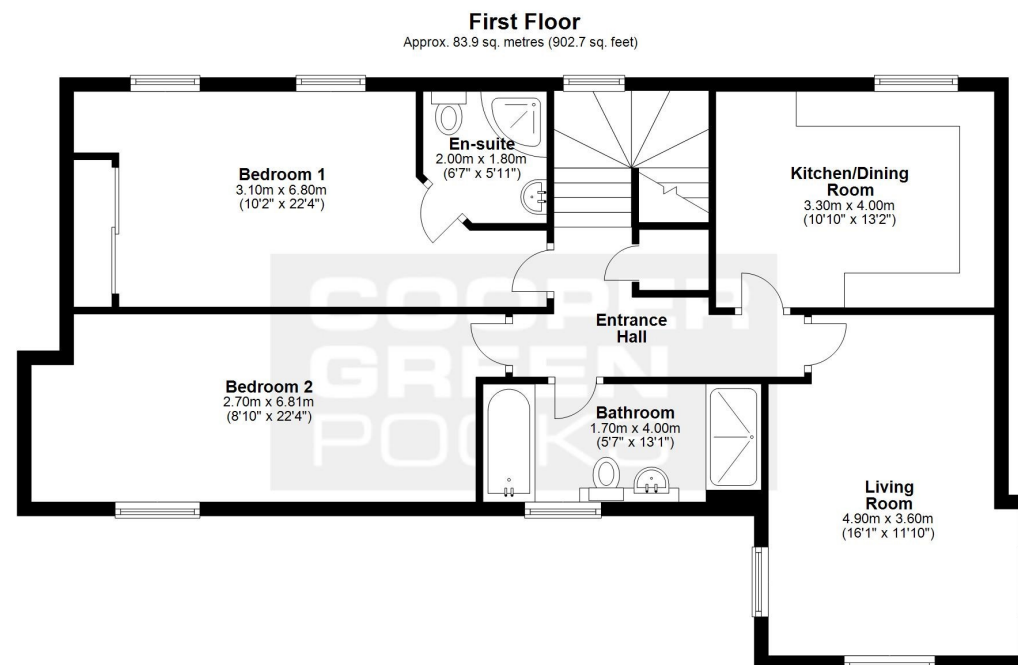 First Floor
Approx. 83.9 sq. metres (902.7 sq. feet)
En-suite
2.00m x 1.80m
(6'7" x 5'11")
Bedroom 1
3.10m x 6.80m
(10'2" x 22'4")
Kitchen/Dining
Room
3.30m x 4.00m
(10'10" x 13'2")
Entrance
Hall
Bedroom 2
2.70m x 6.81m
(8'10" x 22'4")
Bathroom
1.70m x 4.00m
(5'7" x 13'1")
Living
Room
4.90m x 3.60m
(16'1" x 11'10")
COOPER
GREEN
POOKS